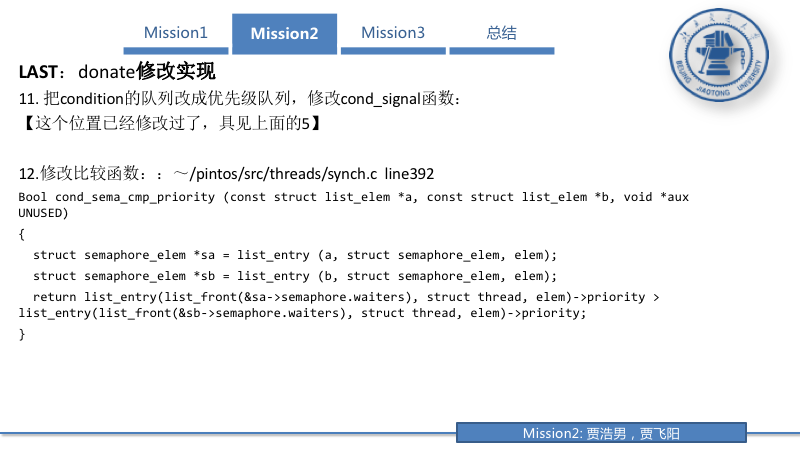 Mission1
Mission2
Mission3
总结
LAST：donate修改实现
11. 把condition的队列改成优先级队列，修改cond_signal函数：
【这个位置已经修改过了，具见上面的5】
12.修改比较函数：：～/pintos/src/threads/synch.c line392
Bool cond_sema_cmp_priority (const struct list_elem *a, const struct list_elem *b, void *aux
UNUSED)
{
struct semaphore_elem *sa = list_entry (a, struct semaphore_elem, elem);
struct semaphore_elem *sb = list_entry (b, struct semaphore_elem, elem);
return list_entry(list_front(&sa->semaphore.waiters), struct thread, elem)->priority >
list_entry(list_front(&sb->semaphore.waiters), struct thread, elem)->priority;
}
BEIJING JIAOTONG UNIVERSITY
Mission2: 贾浩男，贾飞阳